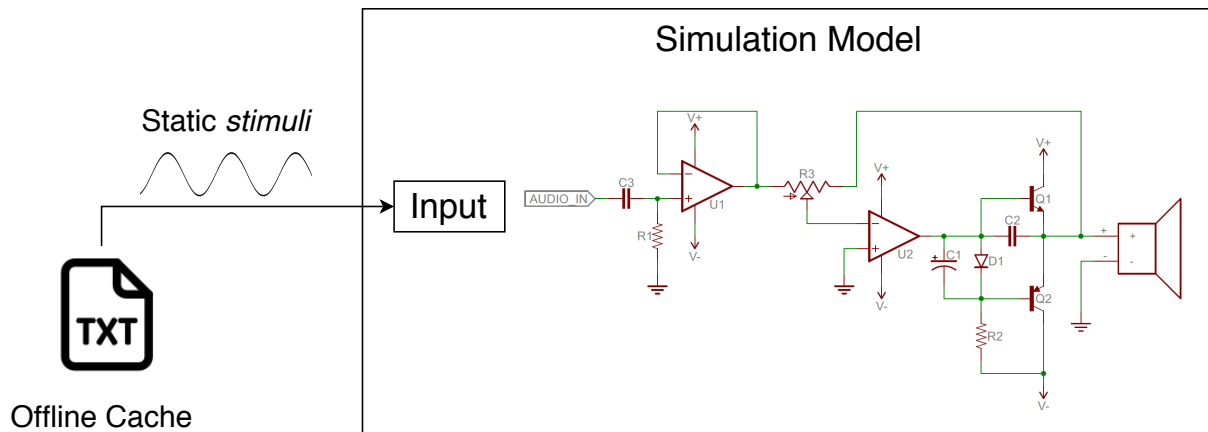 Simulation Model
Static stimuli
Input
TXT
Offline Cache
AUDIO_IN
C3
R1
V+
-
+
U1
V-
R3
V+
-
+
U2
V-
C1
+
D1
C2
R2
V+
Q1
Q2
V-
+
-
+
-